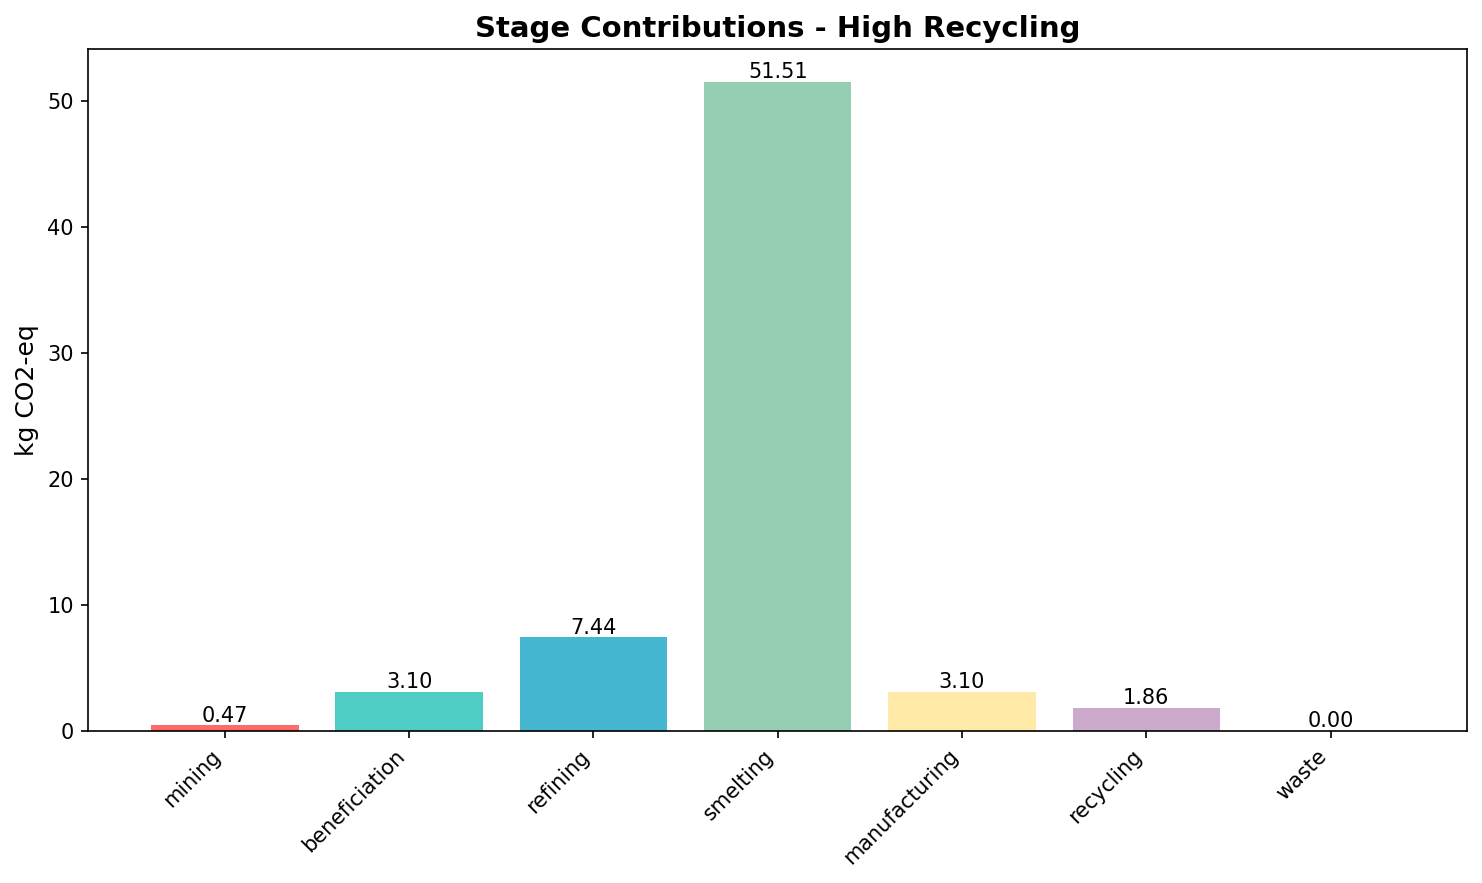 Stage Contributions - High Recycling
kg CO2-eq
50
40
30
20
10
0
0.47
3.10
7.44
51.51
3.10
1.86
0.00
mining
beneficiation
refining
smelting
manufacturing
recycling
waste